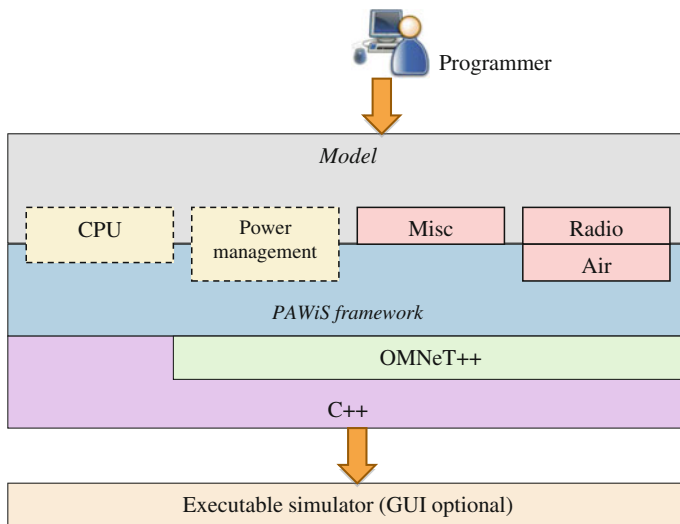 Programmer
Model
CPU
Power
management
Misc
Radio
Air
PAWiS framework
OMNeT++
C++
Executable simulator (GUI optional)